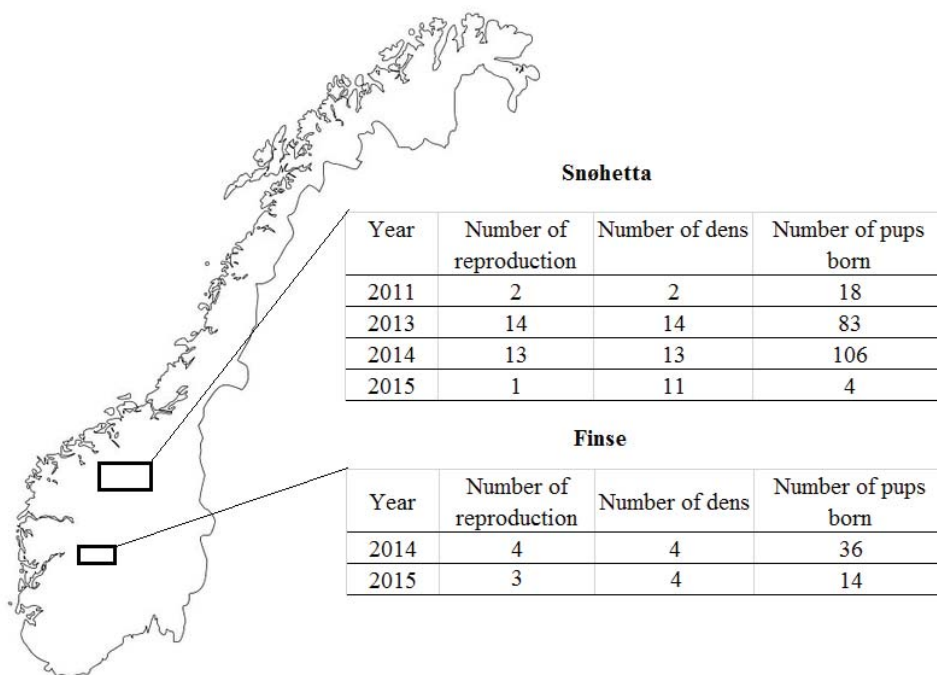 Snøhetta
Year Number of reproduction Number of dens Number of pups born
2011 2 2 18
2013 14 14 83
2014 13 13 106
2015 1 11 4
Finse
Year Number of reproduction Number of dens Number of pups born
2014 4 4 36
2015 3 4 14